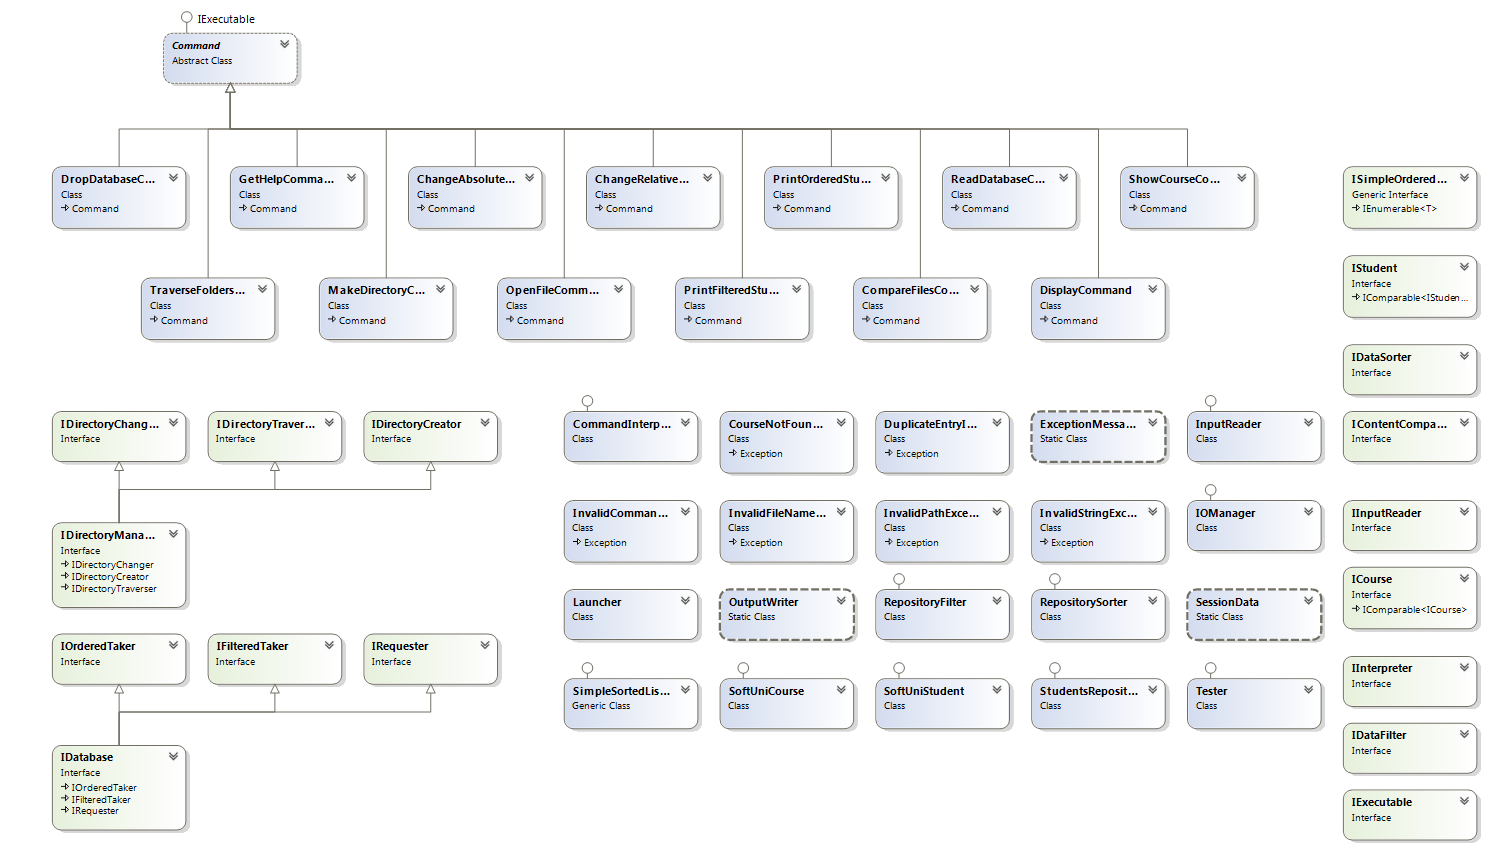 IExecutable
Command
Abstract Class
DropDatabaseC...
Class
Command
GetHelpComma...
Class
Command
ChangeAbsolute...
Class
Command
ChangeRelative...
Class
Command
PrintOrderedStu...
Class
Command
ReadDatabaseC...
Class
Command
ShowCourseCo...
Class
Command
ISimpleOrdered...
Generic Interface
IEnumerable<T>
TraverseFolders...
Class
Command
MakeDirectoryC...
Class
Command
OpenFileComm...
Class
Command
PrintFilteredStu...
Class
Command
CompareFilesCo...
Class
Command
DisplayCommand
Class
Command
IStudent
Interface
IComparable<IStuden...
IDataSorter
Interface
IDirectoryChang...
Interface
IDirectoryTraver...
Interface
IDirectoryCreator
Interface
CommandInterp...
Class
CourseNotFoun...
Class
Exception
DuplicateEntryI...
Class
Exception
ExceptionMessa...
Static Class
InputReader
Class
IContentCompa...
Interface
IDirectoryMana...
Interface
IDirectoryChanger
IDirectoryCreator
IDirectoryTraverser
InvalidComman...
Class
Exception
InvalidFileName...
Class
Exception
InvalidPathExce...
Class
Exception
InvalidStringExc...
Class
Exception
IOManager
Class
IInputReader
Interface
Launcher
Class
OutputWriter
Static Class
RepositoryFilter
Class
RepositorySorter
Class
SessionData
Static Class
ICourse
Interface
IComparable<ICourse>
IOrderedTaker
Interface
IFilteredTaker
Interface
IRequester
Interface
SimpleSortedLis...
Generic Class
SoftUniCourse
Class
SoftUniStudent
Class
StudentsReposit...
Class
Tester
Class
IInterpreter
Interface
IDatabase
Interface
IOrderedTaker
IFilteredTaker
IRequester
IDataFilter
Interface
IExecutable
Interface